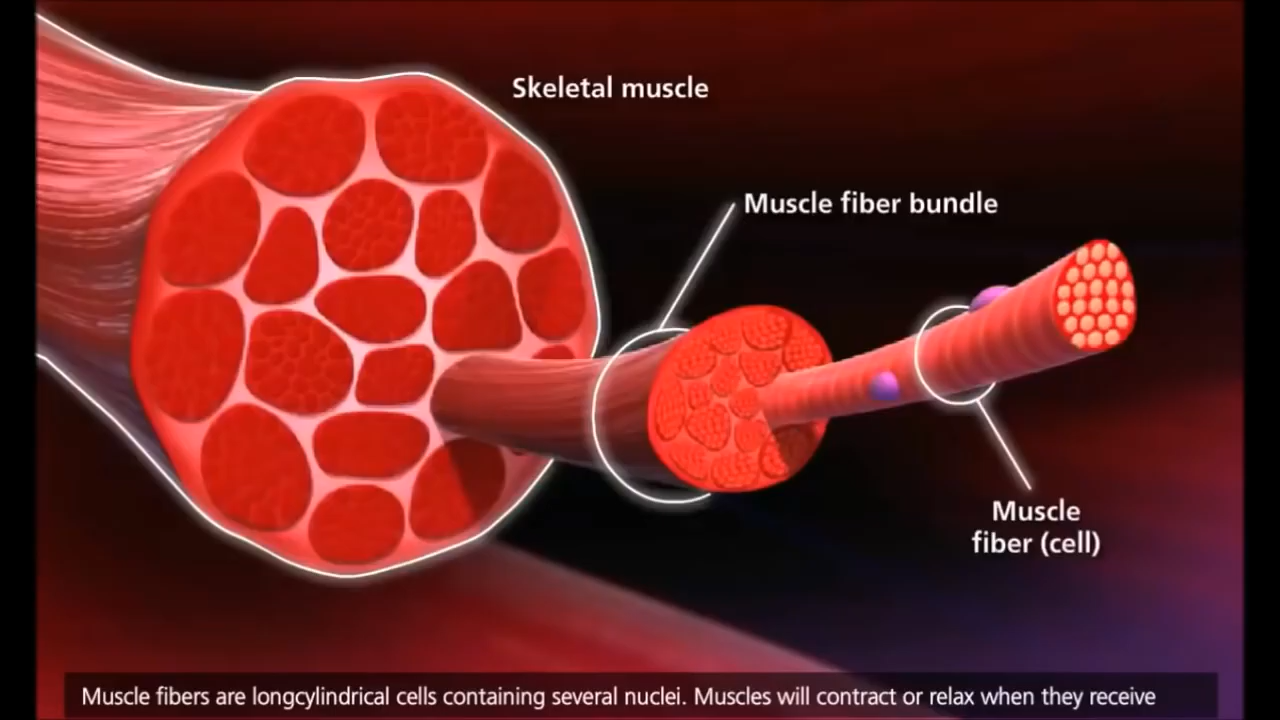 Skeletal muscle
Muscle fiber bundle
Muscle
fiber (cell)
Muscle fibers are longcylindrical cells containing several nuclei. Muscles will contract or relax when they receive